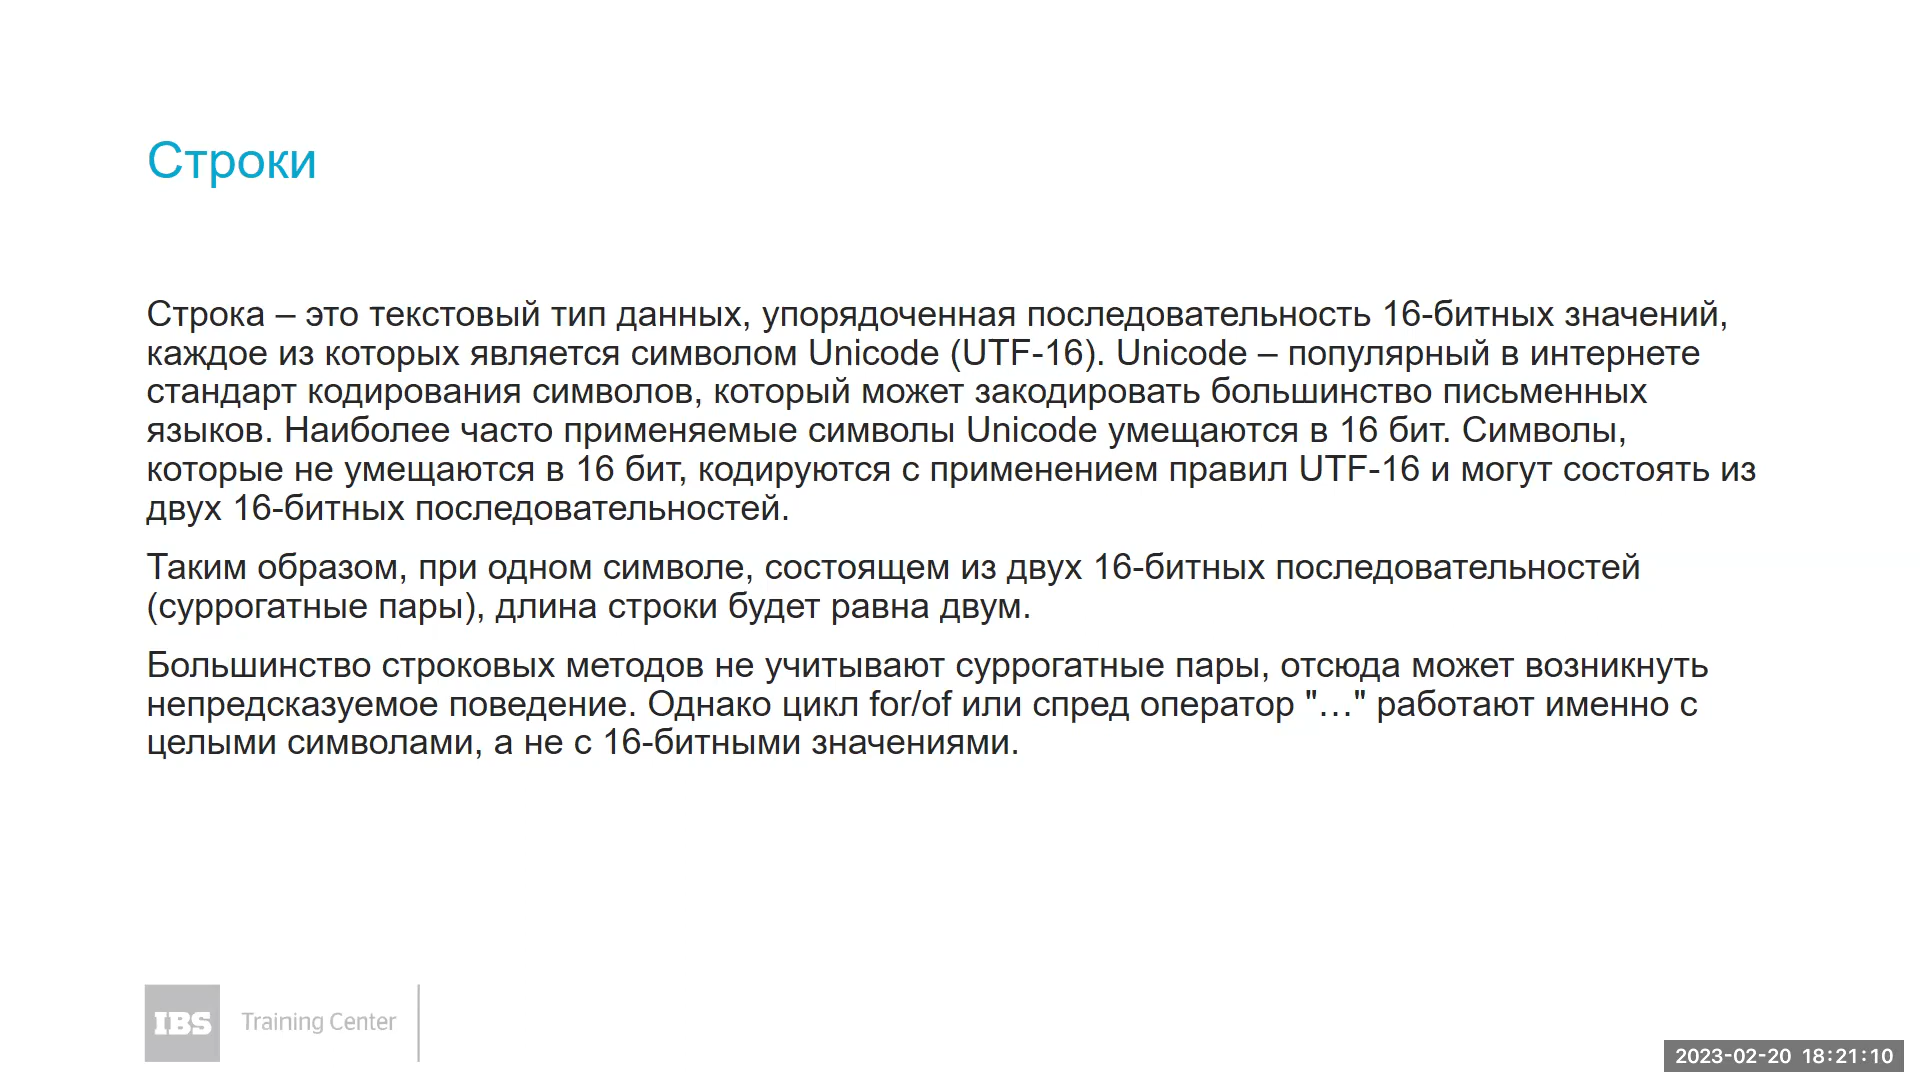 Строки
Строка – это текстовый тип данных, упорядоченная последовательность 16-битных значений,
каждое из которых является символом Unicode (UTF-16). Unicode – популярный в интернете
стандарт кодирования символов, который может закодировать большинство письменных
языков. Наиболее часто применяемые символы Unicode умещаются в 16 бит. Символы,
которые не умещаются в 16 бит, кодируются с применением правил UTF-16 и могут состоять из
двух 16-битных последовательностей.
Таким образом, при одном символе, состоящем из двух 16-битных последовательностей
(суррогатные пары), длина строки будет равна двум.
Большинство строковых методов не учитывают суррогатные пары, отсюда может возникнуть
непредсказуемое поведение. Однако цикл for/of или спред оператор "…" работают именно с
целыми символами, а не с 16-битными значениями.
IBS Training Center
2023-02-20 18:21:10